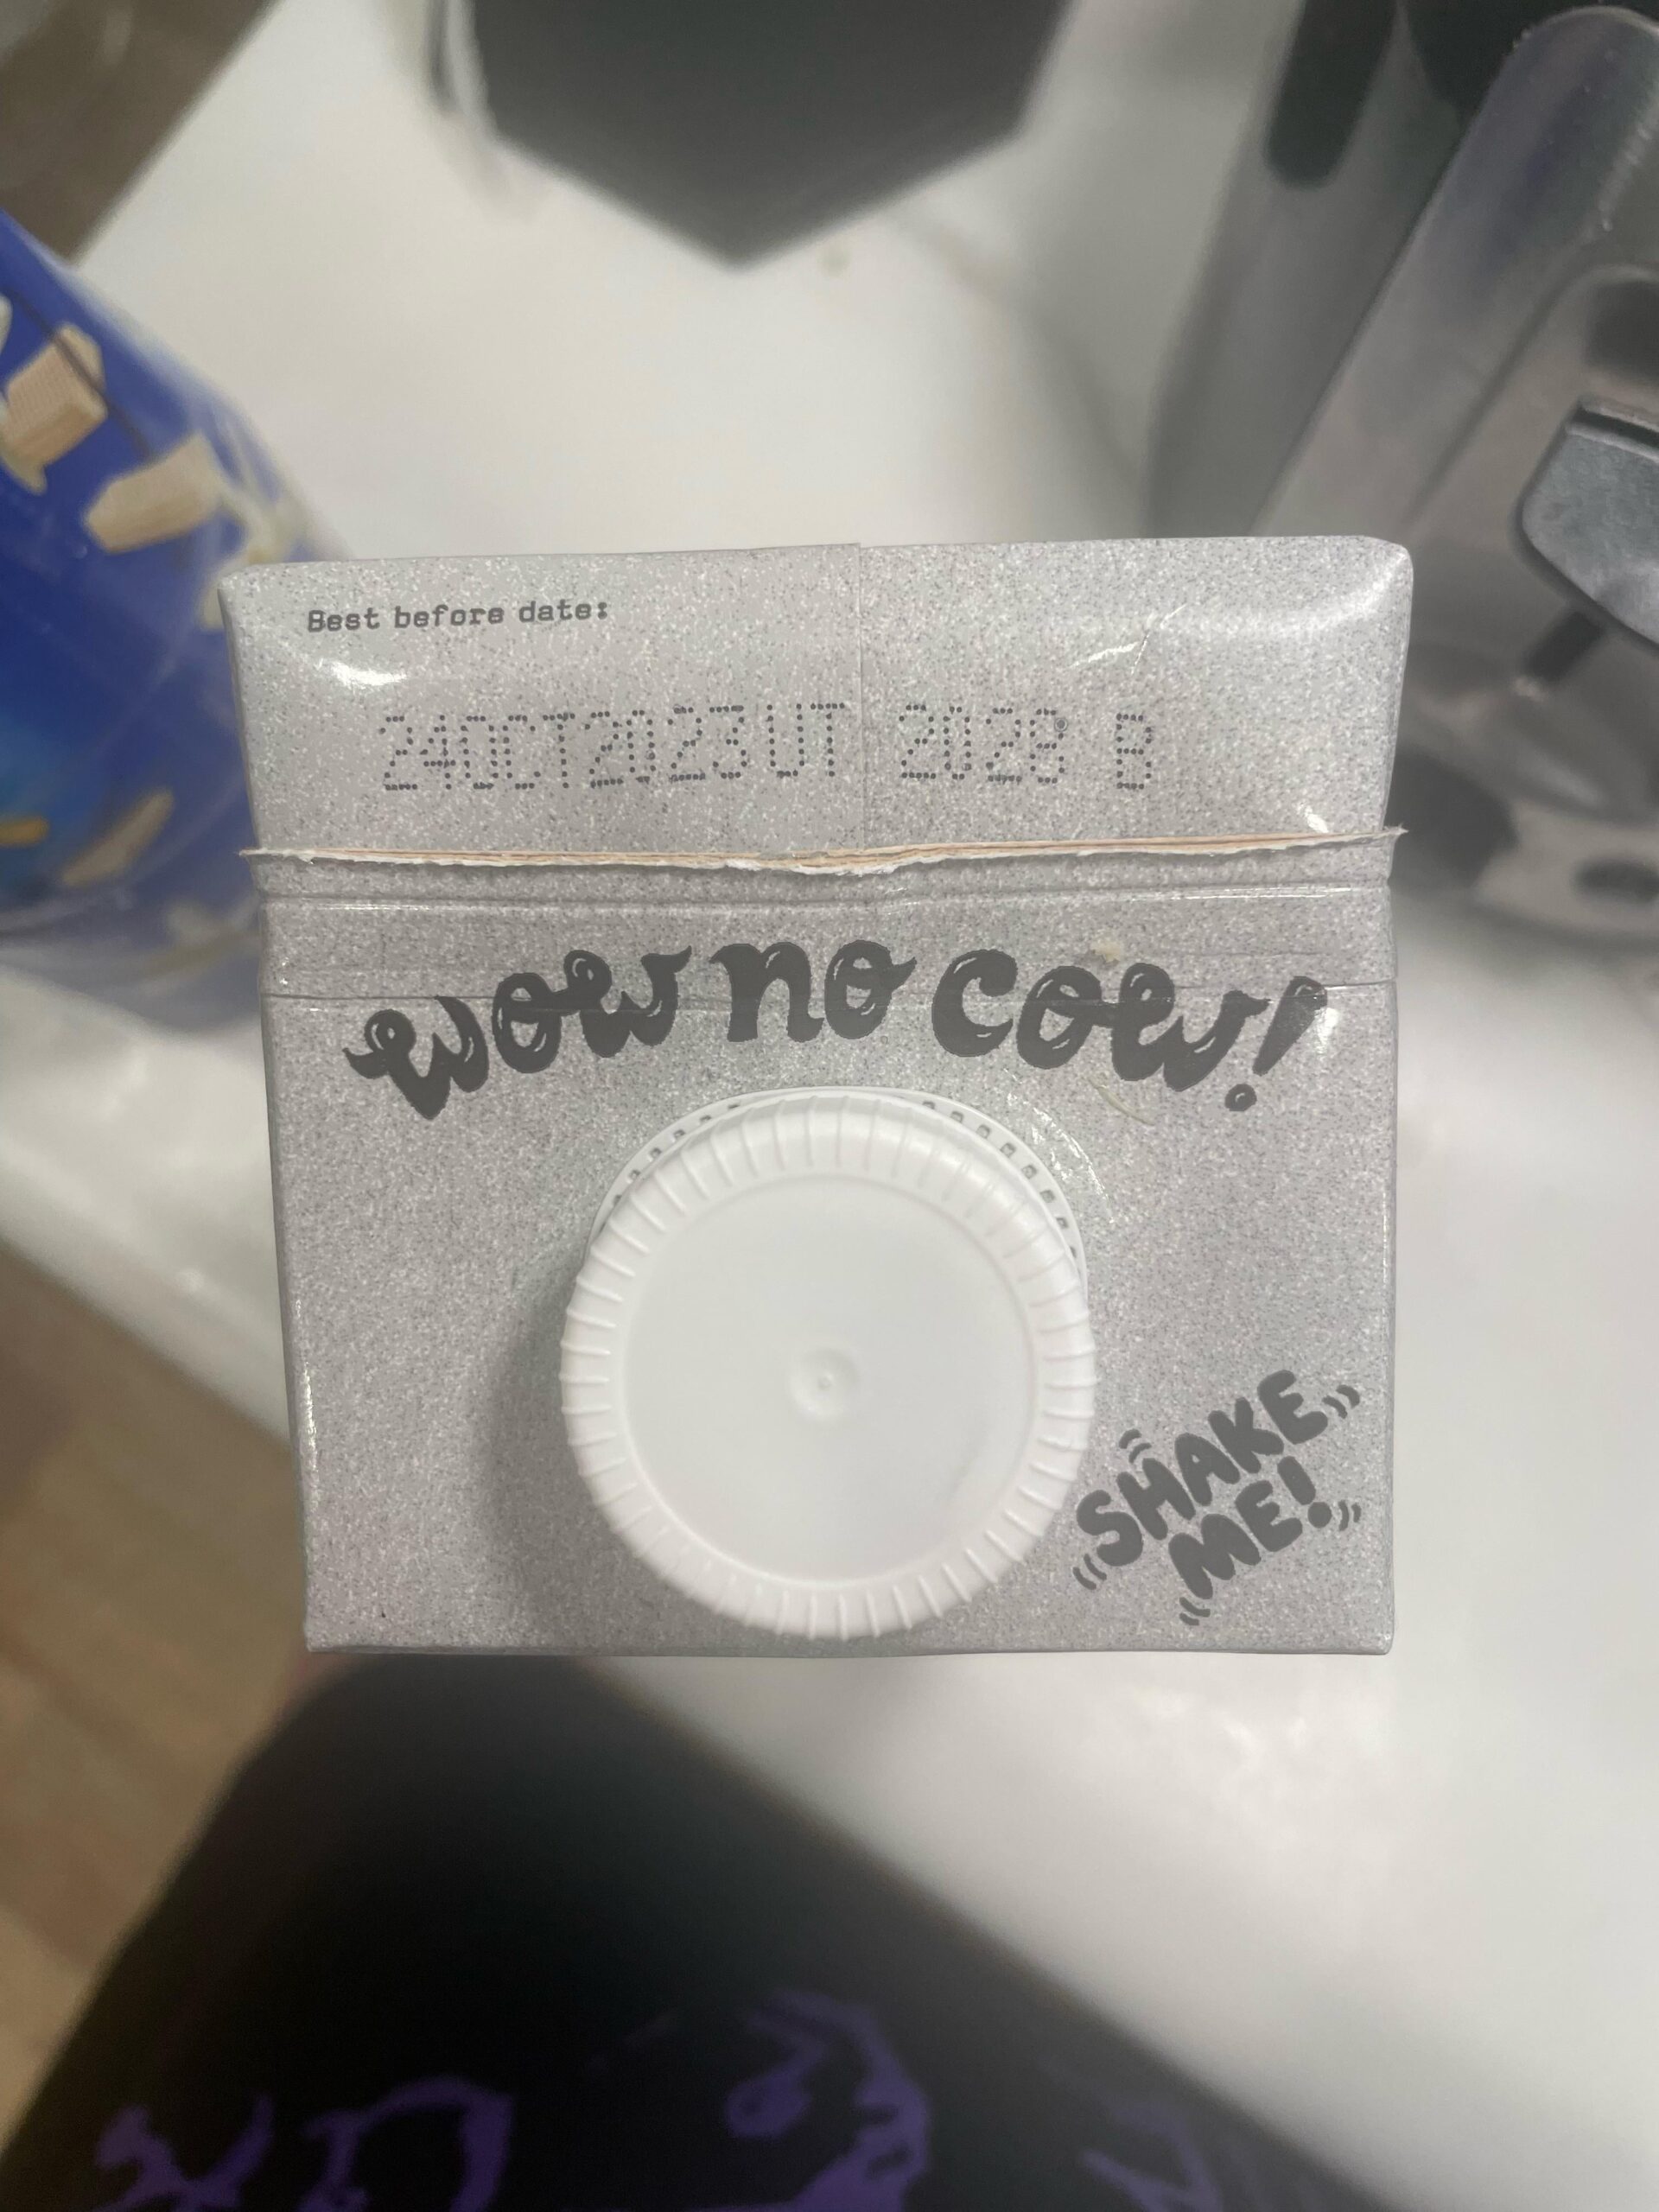 Best before date:
24OCT2023UT 2028 B
wow no cow!
SHAKE
ME!